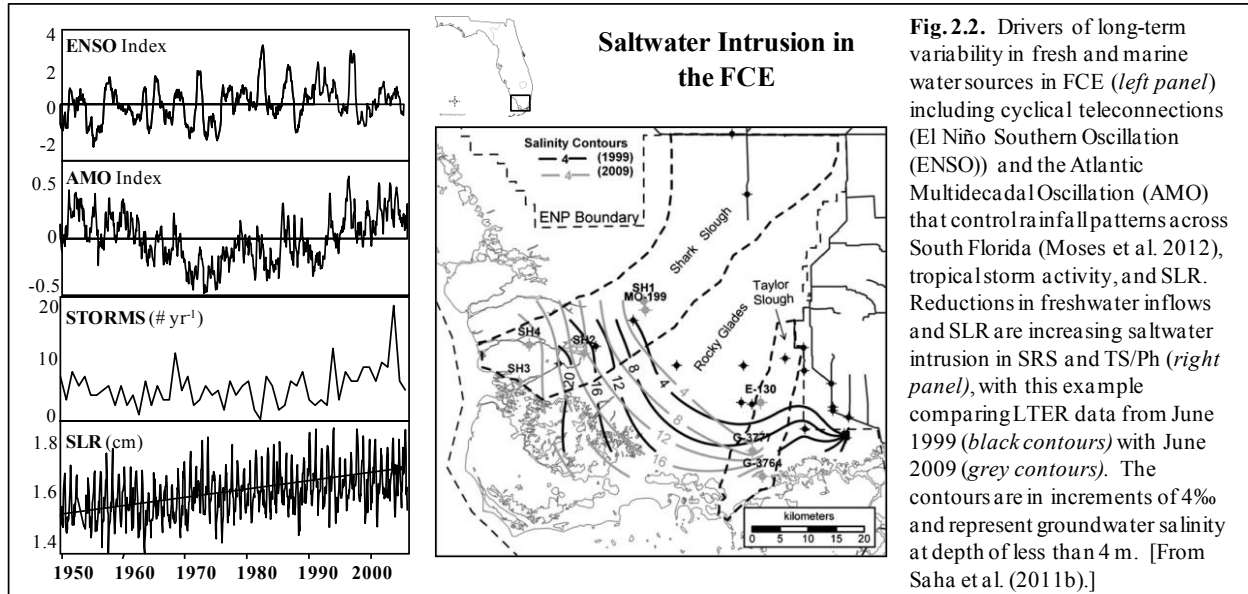 ENSO Index
4
2
0
-2
AMO Index
0.5
0
-0.5
STORMS (# yr-1)
20
10
0
SLR (cm)
1.8
1.6
1.4
1950 1960 1970 1980 1990 2000
Saltwater Intrusion in
the FCE
Salinity Contours
4 (1999)
4 (2009)
ENP Boundary
Shark Slough
SH1
MO-199
Taylor
Slough
Rocky Glades
SH4
SH2
SH3
20
16
12
8
4
4
8
12
16
E-130
G-3777
G-3764
kilometers
0 5 10 15 20
Fig. 2.2. Drivers of long-term
variability in fresh and marine
water sources in FCE (left panel)
including cyclical teleconnections
(El Niño Southern Oscillation
(ENSO)) and the Atlantic
Multidecadal Oscillation (AMO)
that control rainfall patterns across
South Florida (Moses et al. 2012),
tropical storm activity, and SLR.
Reductions in freshwater inflows
and SLR are increasing saltwater
intrusion in SRS and TS/Ph (right
panel), with this example
comparing LTER data from June
1999 (black contours) with June
2009 (grey contours). The
contours are in increments of 4‰
and represent groundwater salinity
at depth of less than 4 m. [From
Saha et al. (2011b).]